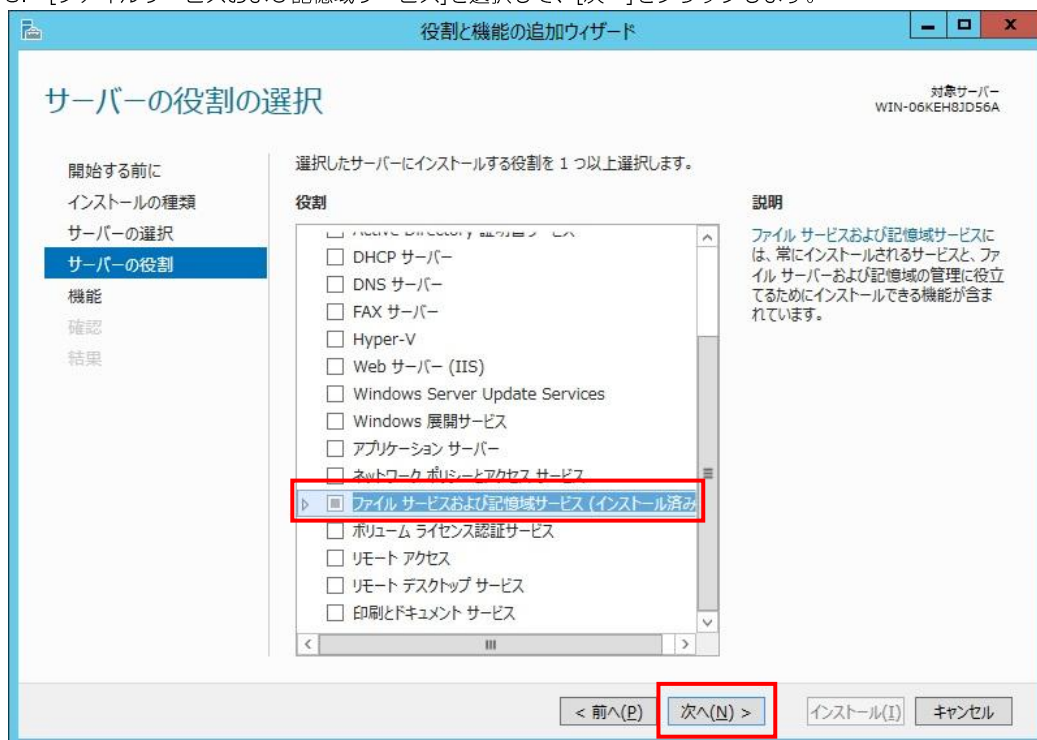 役割と機能の追加ウィザード
サーバーの役割の選択
対象サーバー
WIN-06KEH8JD56A
開始する前に
インストールの種類
サーバーの選択
サーバーの役割
機能
確認
結果
選択したサーバーにインストールする役割を 1 つ以上選択します。
役割
DHCP サーバー
DNS サーバー
FAX サーバー
Hyper-V
Web サーバー (IIS)
Windows Server Update Services
Windows 展開サービス
アプリケーション サーバー
ネットワーク ポリシーとアクセス サービス
ファイル サービスおよび記憶域サービス (インストール済み
ボリューム ライセンス認証サービス
リモート アクセス
リモート デスクトップ サービス
印刷とドキュメント サービス
説明
ファイル サービスおよび記憶域サービスに
は、常にインストールされるサービスと、ファ
イル サーバーおよび記憶域の管理に役立
てるためにインストールできる機能が含ま
れています。
< 前へ(P)
次へ(N) >
インストール(I)
キャンセル